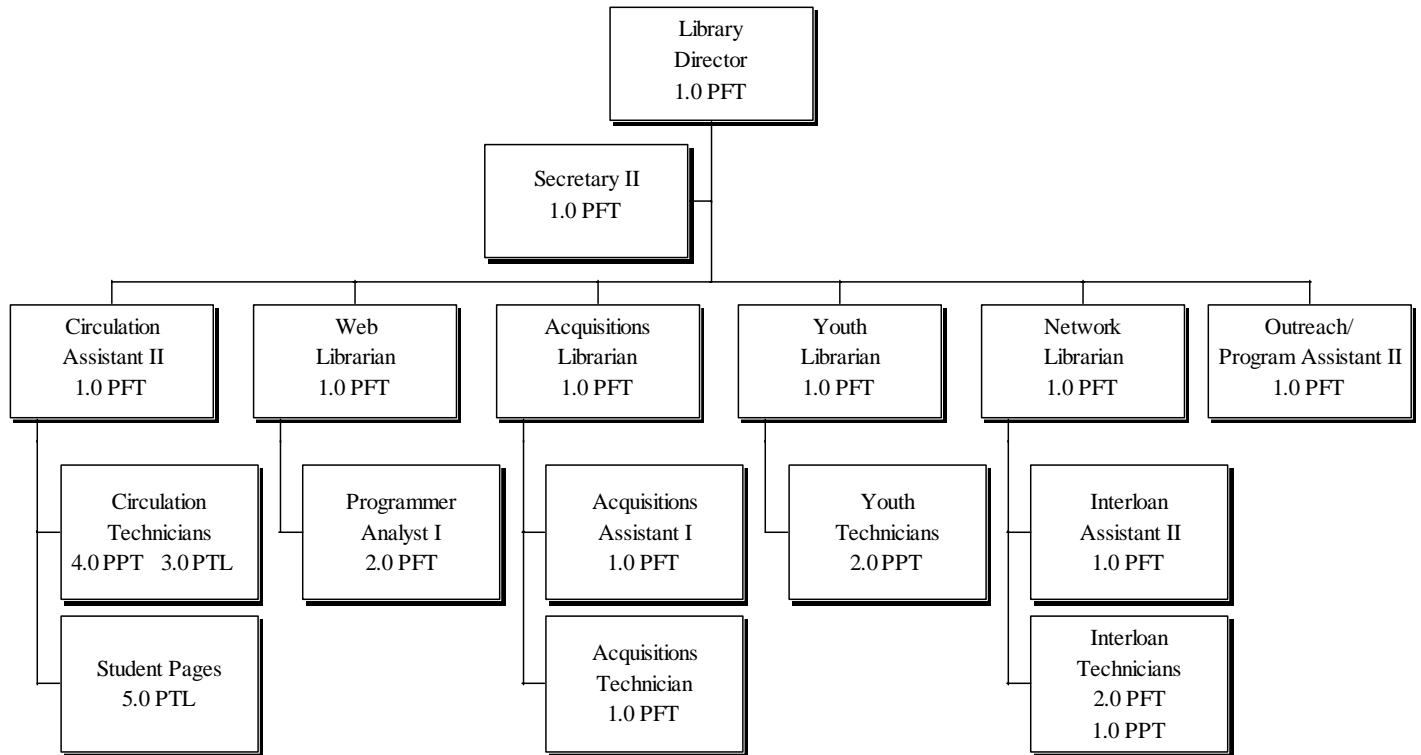 Library
Director
1.0 PFT
Secretary II
1.0 PFT
Circulation
Assistant II
1.0 PFT
Web
Librarian
1.0 PFT
Acquisitions
Librarian
1.0 PFT
Youth
Librarian
1.0 PFT
Network
Librarian
1.0 PFT
Outreach/
Program Assistant II
1.0 PFT
Circulation
Technicians
4.0 PPT 3.0 PTL
Programmer
Analyst I
2.0 PFT
Acquisitions
Assistant I
1.0 PFT
Youth
Technicians
2.0 PPT
Interloan
Assistant II
1.0 PFT
Student Pages
5.0 PTL
Acquisitions
Technician
1.0 PFT
Interloan
Technicians
2.0 PFT
1.0 PPT